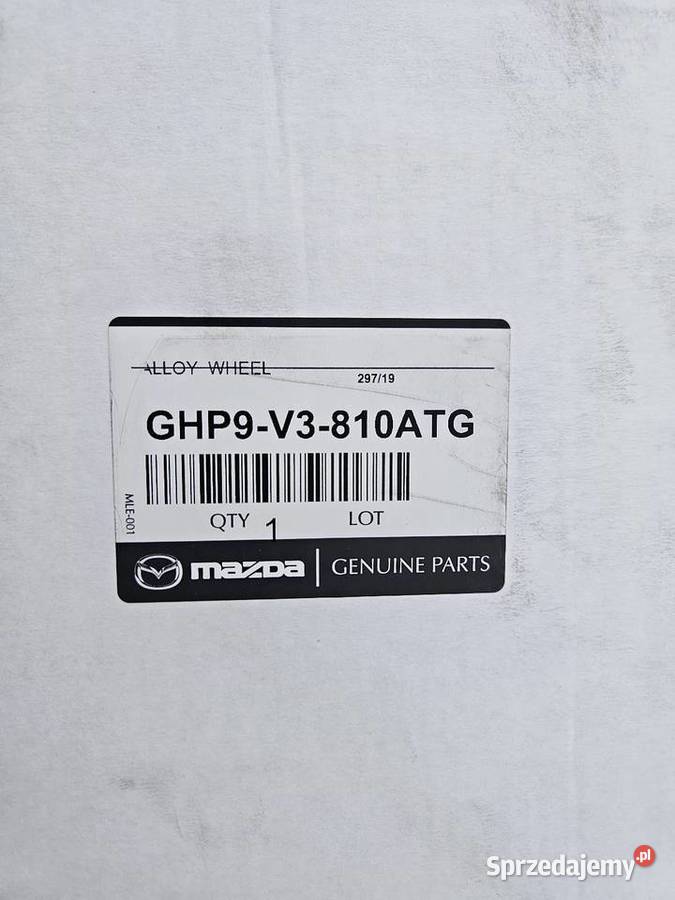 ALLOY WHEEL
297/19
GHP9-V3-810ATG
MLE-001
QTY 1 LOT
mazda | GENUINE PARTS
Sprzedajemy.pl